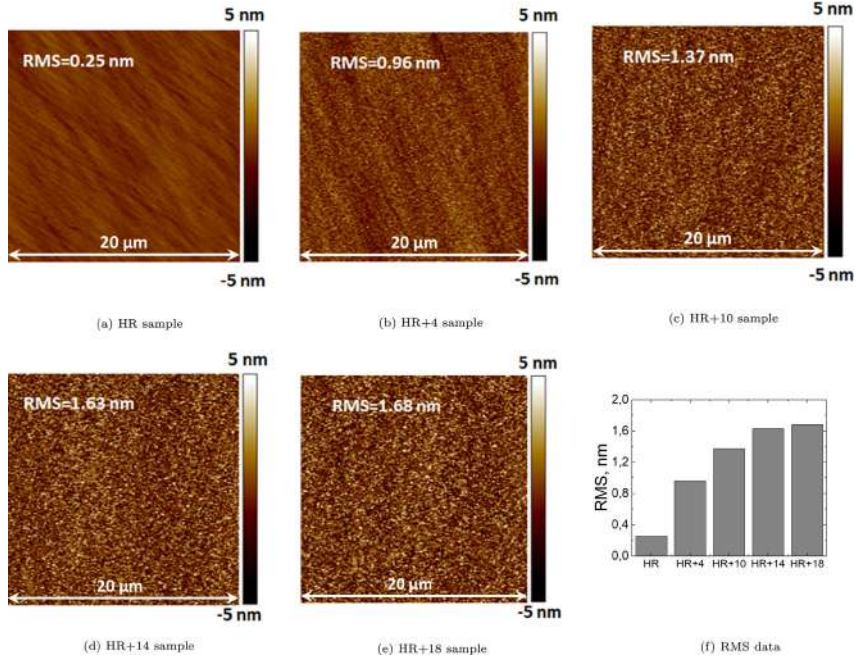 5 nm
RMS=0.25 nm
20 µm
-5 nm
(a) HR sample
5 nm
RMS=0.96 nm
20 µm
-5 nm
(b) HR+4 sample
5 nm
RMS=1.37 nm
20 µm
-5 nm
(c) HR+10 sample
5 nm
RMS=1.63 nm
20 µm
-5 nm
(d) HR+14 sample
5 nm
RMS=1.68 nm
20 µm
-5 nm
(e) HR+18 sample
RMS, nm
2,0
1,6
1,2
0,8
0,4
0,0
HR HR+4 HR+10 HR+14 HR+18
(f) RMS data